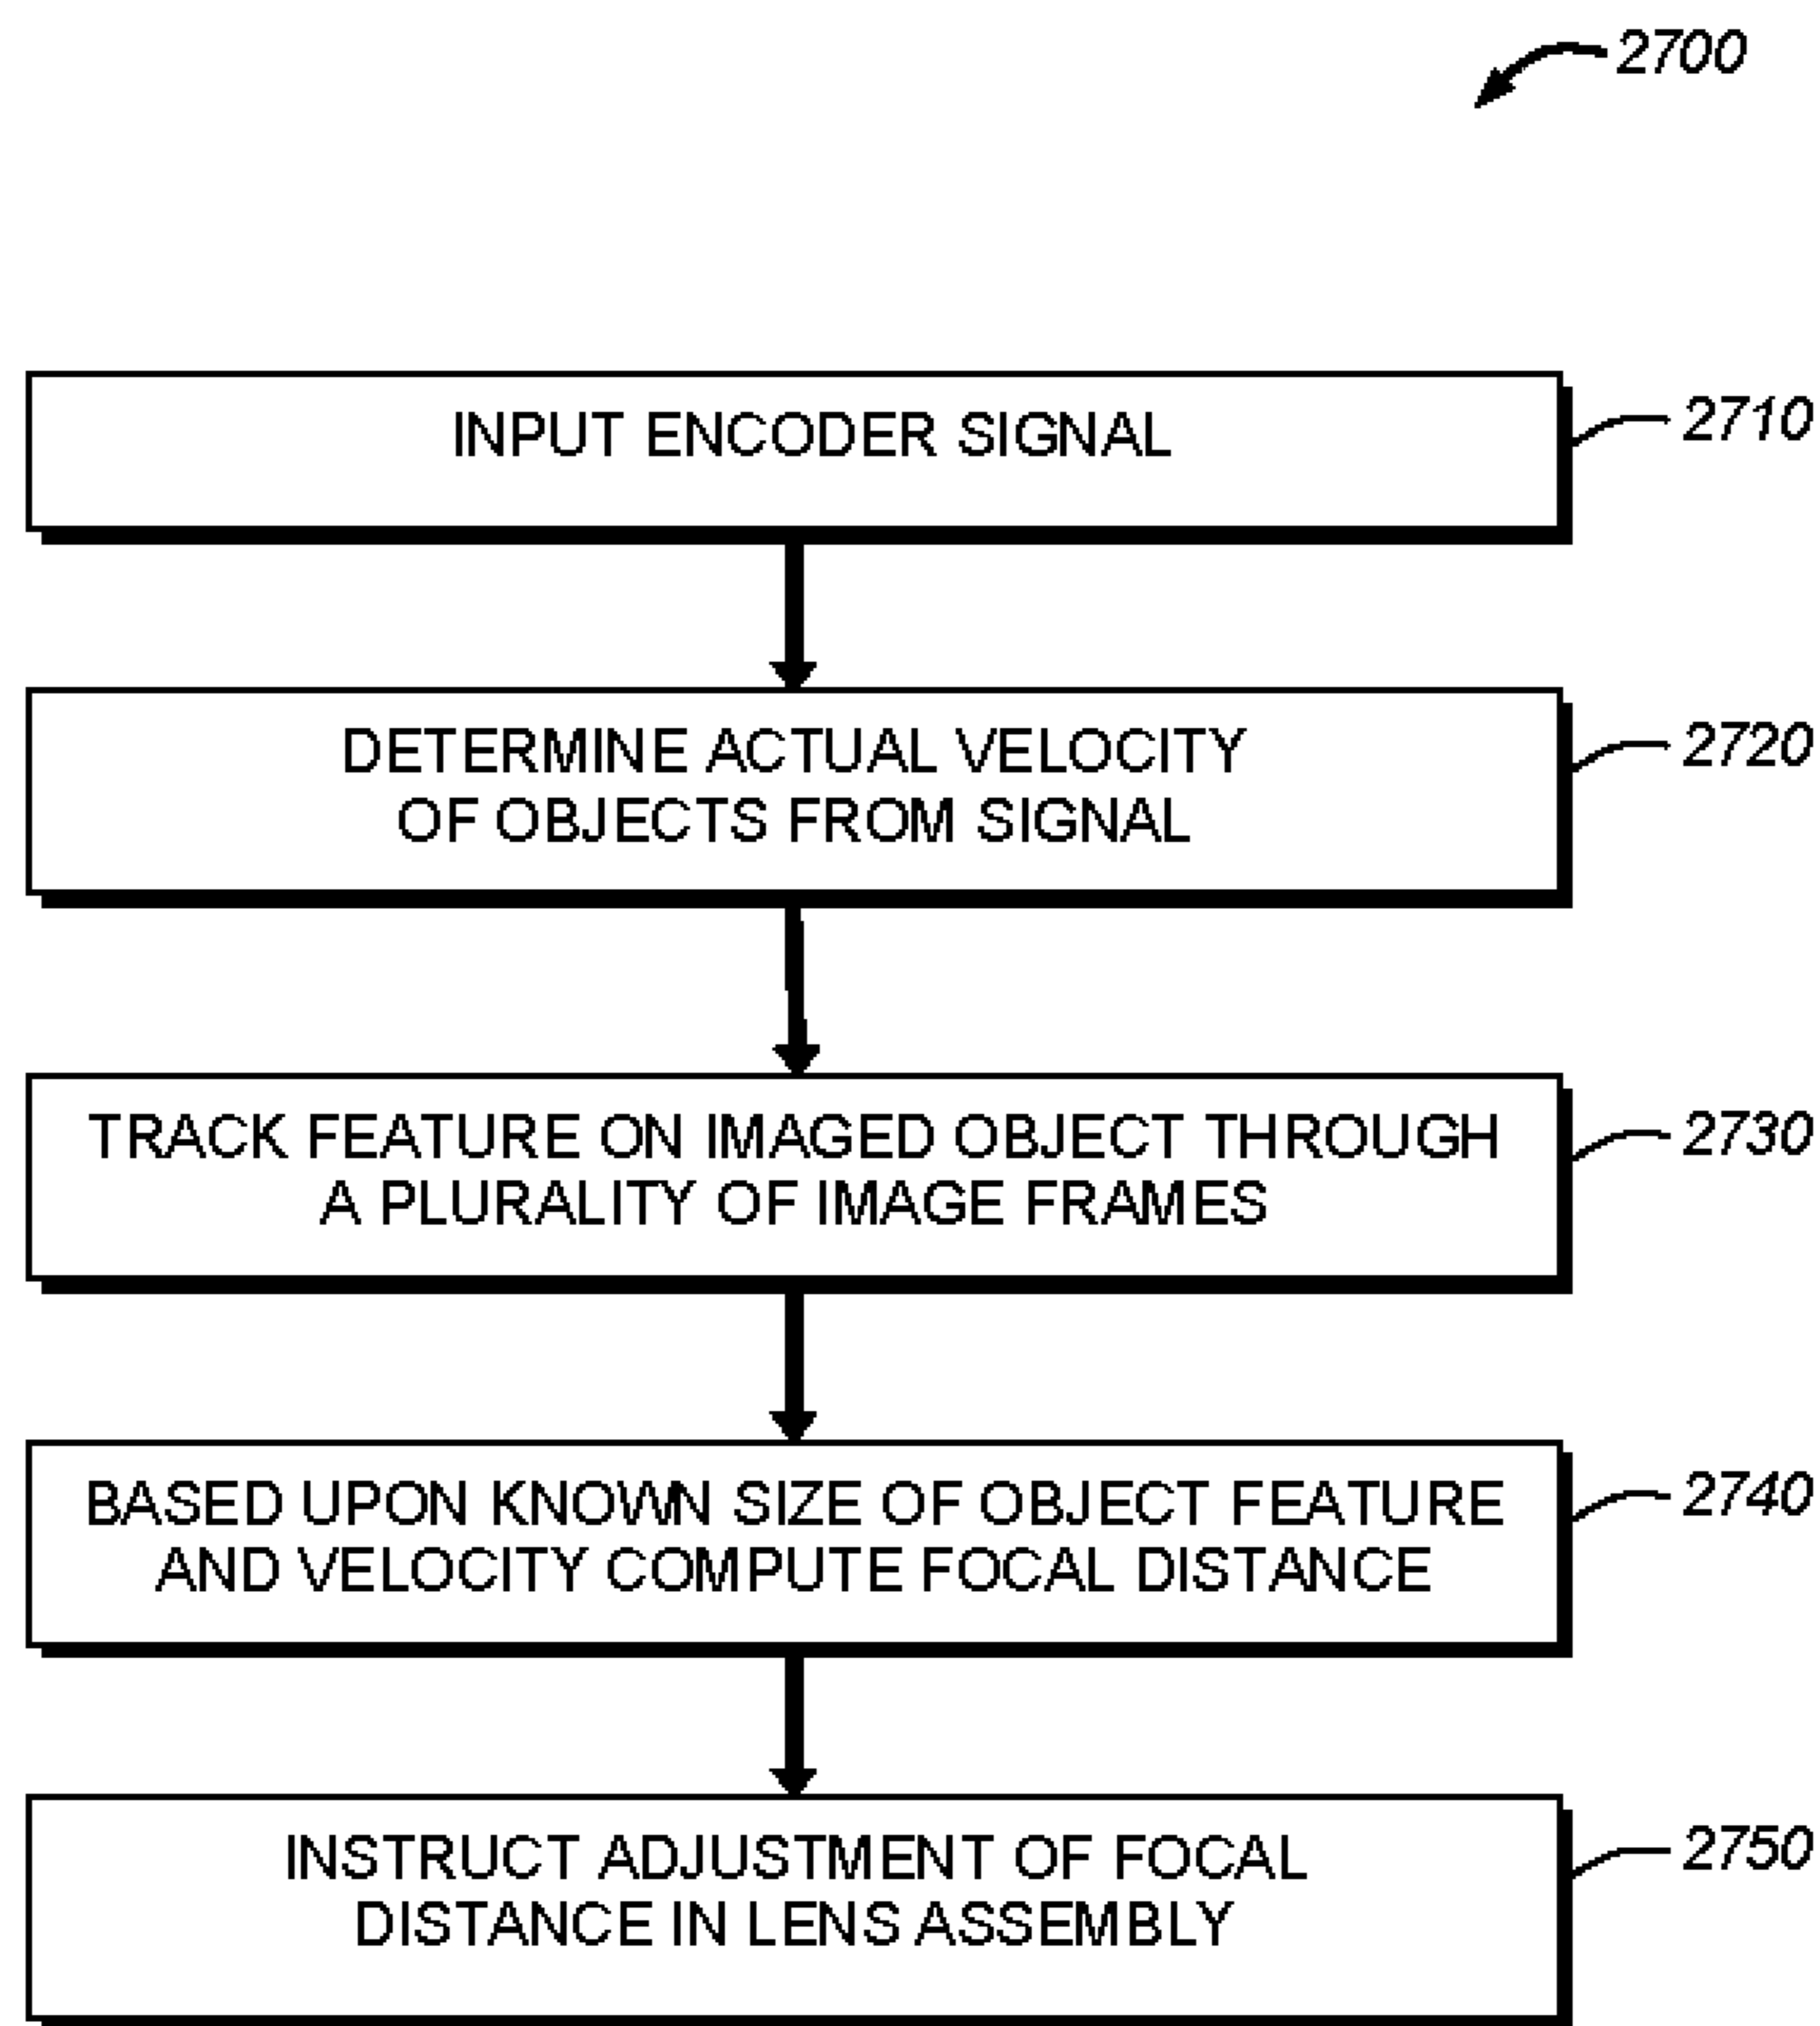 2700
INPUT ENCODER SIGNAL
2710
DETERMINE ACTUAL VELOCITY
OF OBJECTS FROM SIGNAL
2720
TRACK FEATURE ON IMAGED OBJECT THROUGH
A PLURALITY OF IMAGE FRAMES
2730
BASED UPON KNOWN SIZE OF OBJECT FEATURE
AND VELOCITY COMPUTE FOCAL DISTANCE
2740
INSTRUCT ADJUSTMENT OF FOCAL
DISTANCE IN LENS ASSEMBLY
2750